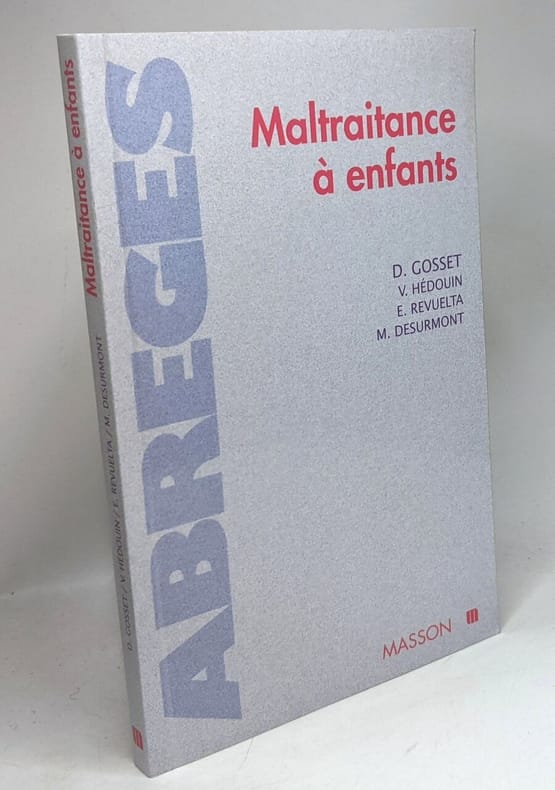 Maltraitance à enfants
D. GOSSET / V. HÉDOUIN / E. REVUELTA / M. DESURMONT
m
ABREGES
Maltraitance
à enfants
D. GOSSET
V. HÉDOUIN
E. REVUELTA
M. DESURMONT
MASSON m